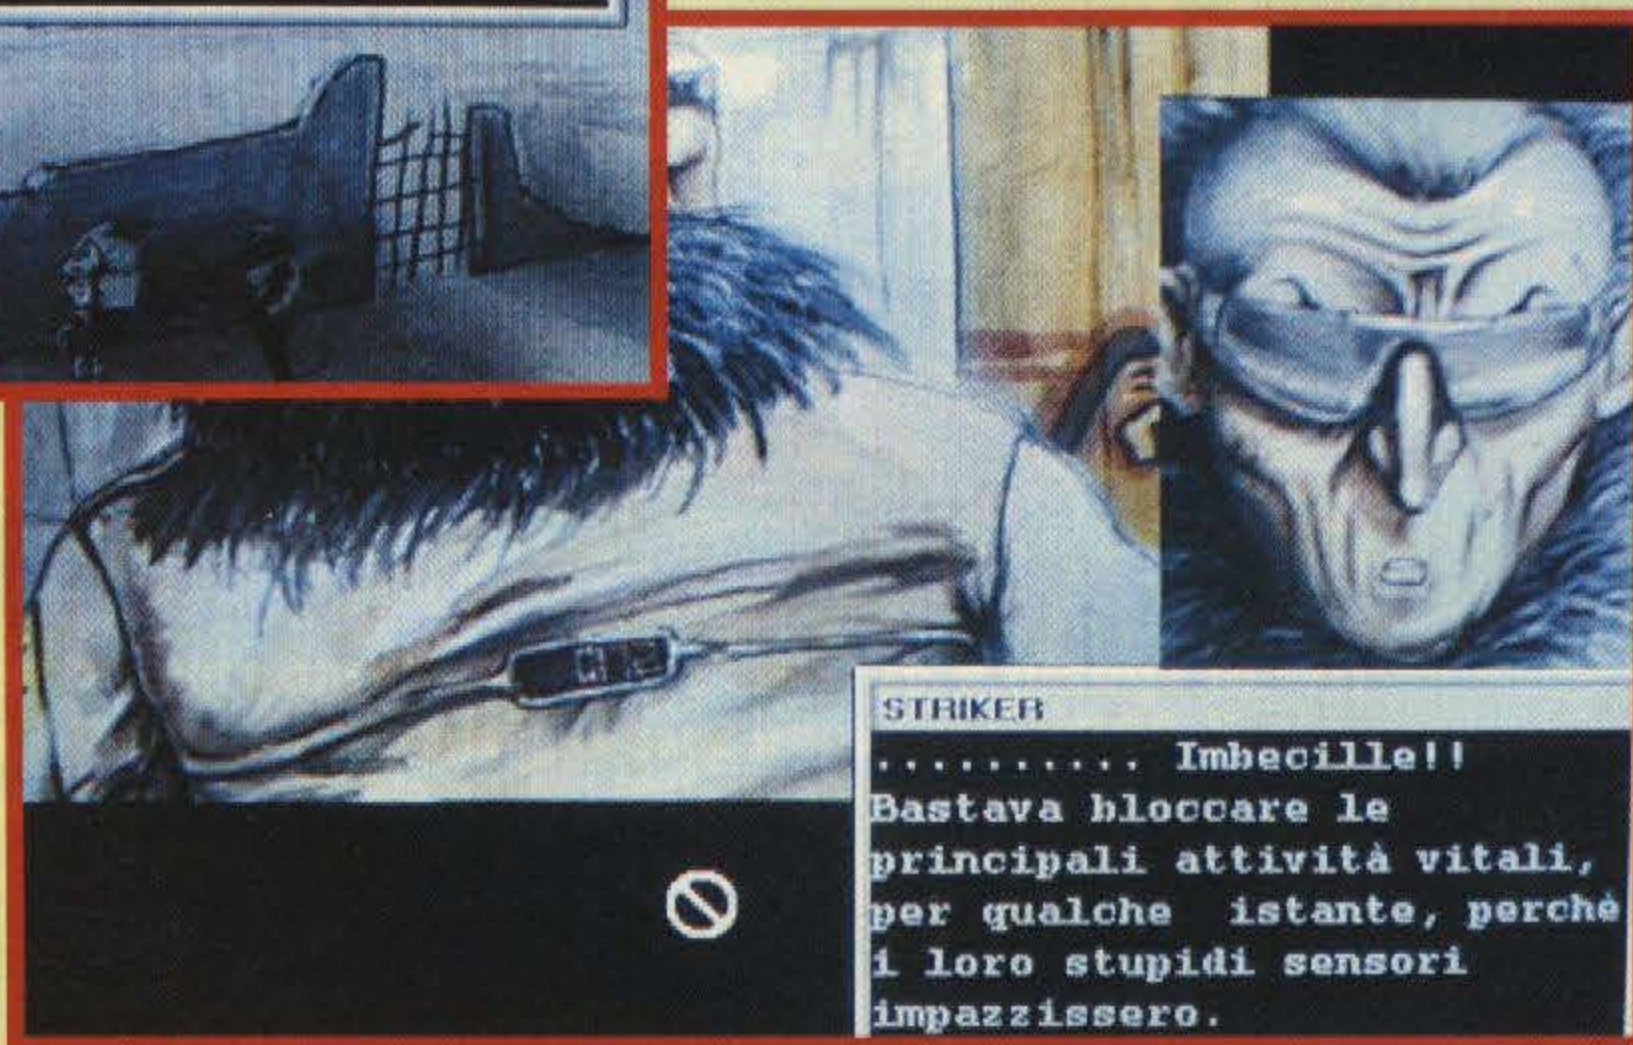 STRIKER
........... Imbecille!!
Bastava bloccare le
principali attività vitali,
per qualche istante, perchè
i loro stupidi sensori
impazzissero.